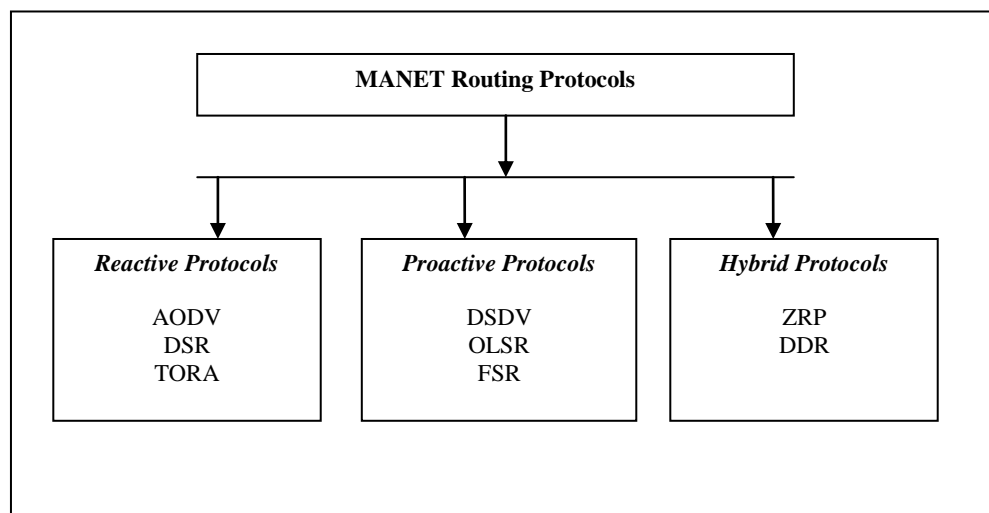 MANET Routing Protocols
Reactive Protocols
AODV
DSR
TORA
Proactive Protocols
DSDV
OLSR
FSR
Hybrid Protocols
ZRP
DDR